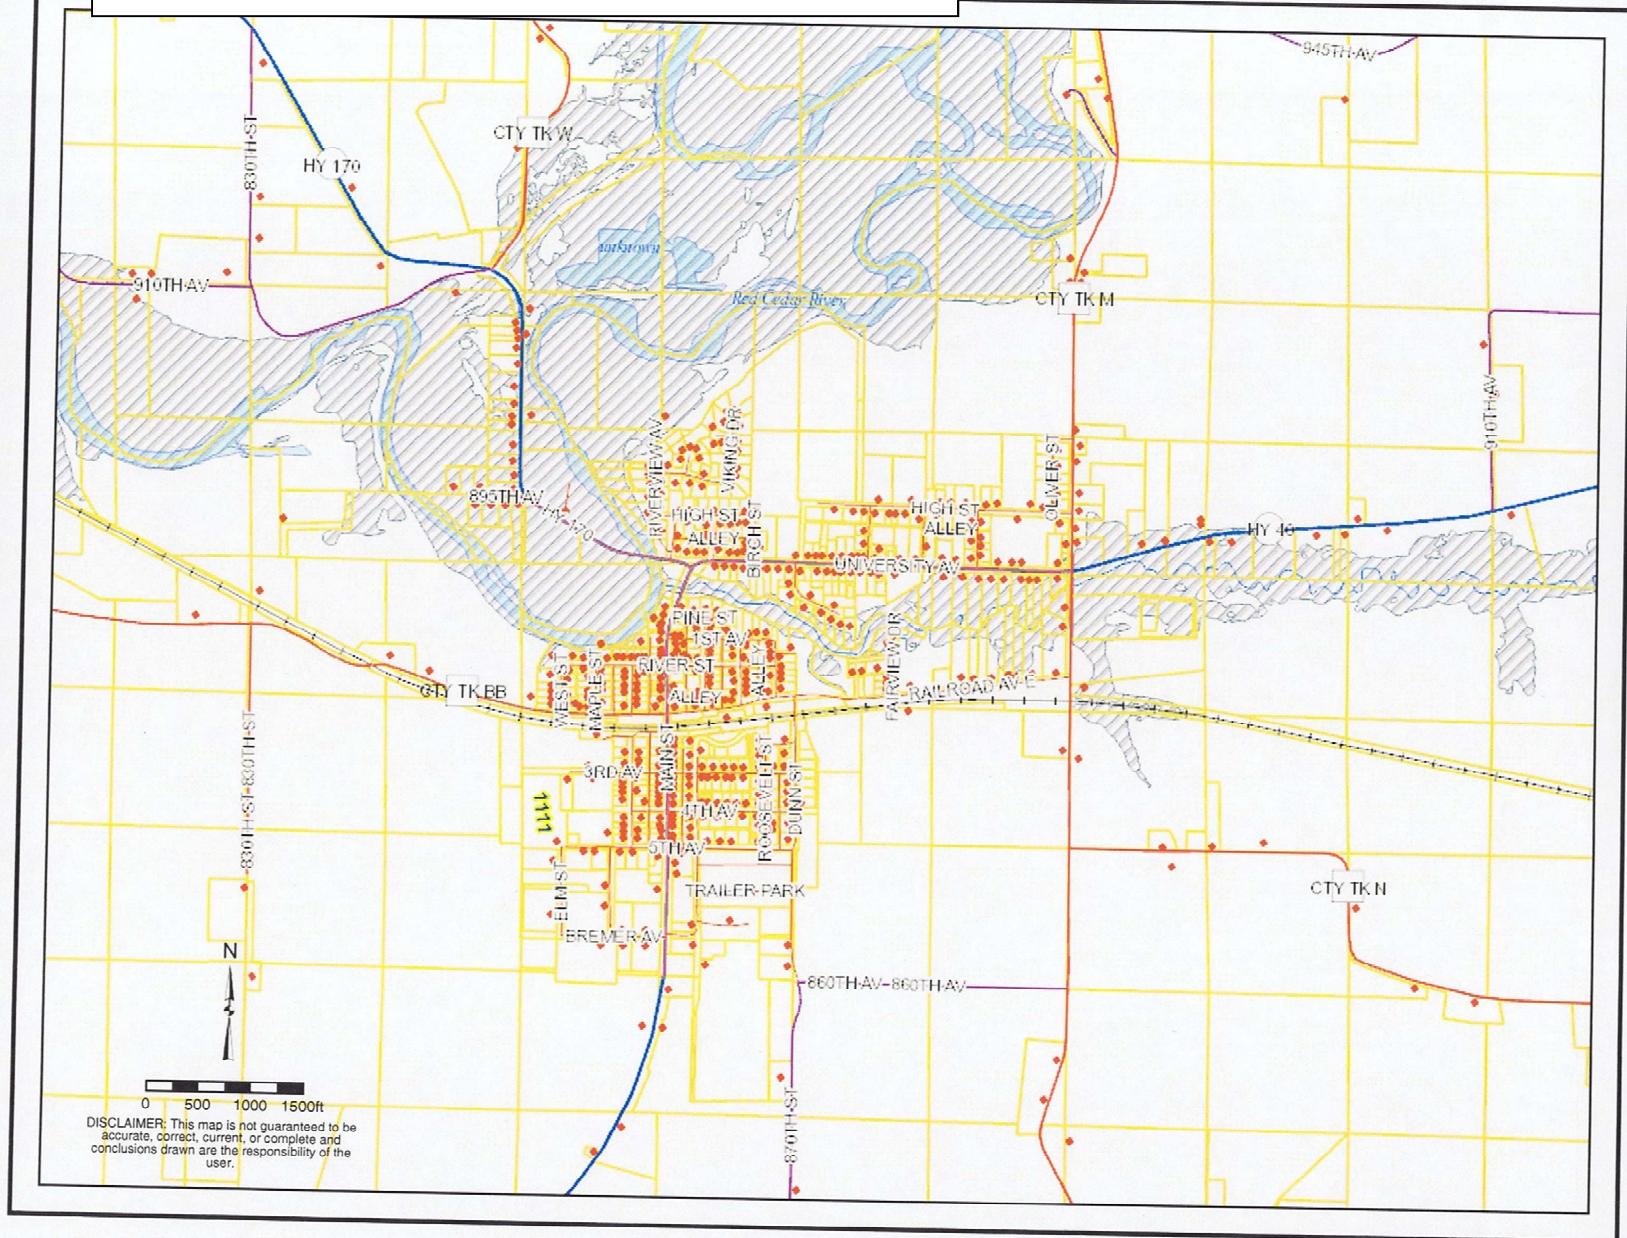 945TH AV
CTY TK W
830TH ST
HY 170
unknown
910TH AV
Red Cedar River
CTY TK M
910TH AV
RIVERVIEW AV
VIKING DR
OLIVER ST
895TH AV
HY 170
HIGH ST
ALLEY
BIRCH ST
HIGH ST
ALLEY
HY 40
UNIVERSITY AV
PINE ST
1ST AV
RIVER ST
ALLEY
ALLEY
WEST ST
MAPLE ST
FAIRVIEW DR
RAILROAD AV E
CTY TK BB
830TH ST 830TH ST
3RD AV
MAIN ST
1111
4TH AV
ROOSEVELT ST
DUNN ST
5TH AV
ELM ST
TRAILER PARK
CTY TK N
BREMER AV
860TH AV 860TH AV
870TH ST
N
0 500 1000 1500ft
DISCLAIMER: This map is not guaranteed to be
accurate, correct, current, or complete and
conclusions drawn are the responsibility of the
user.